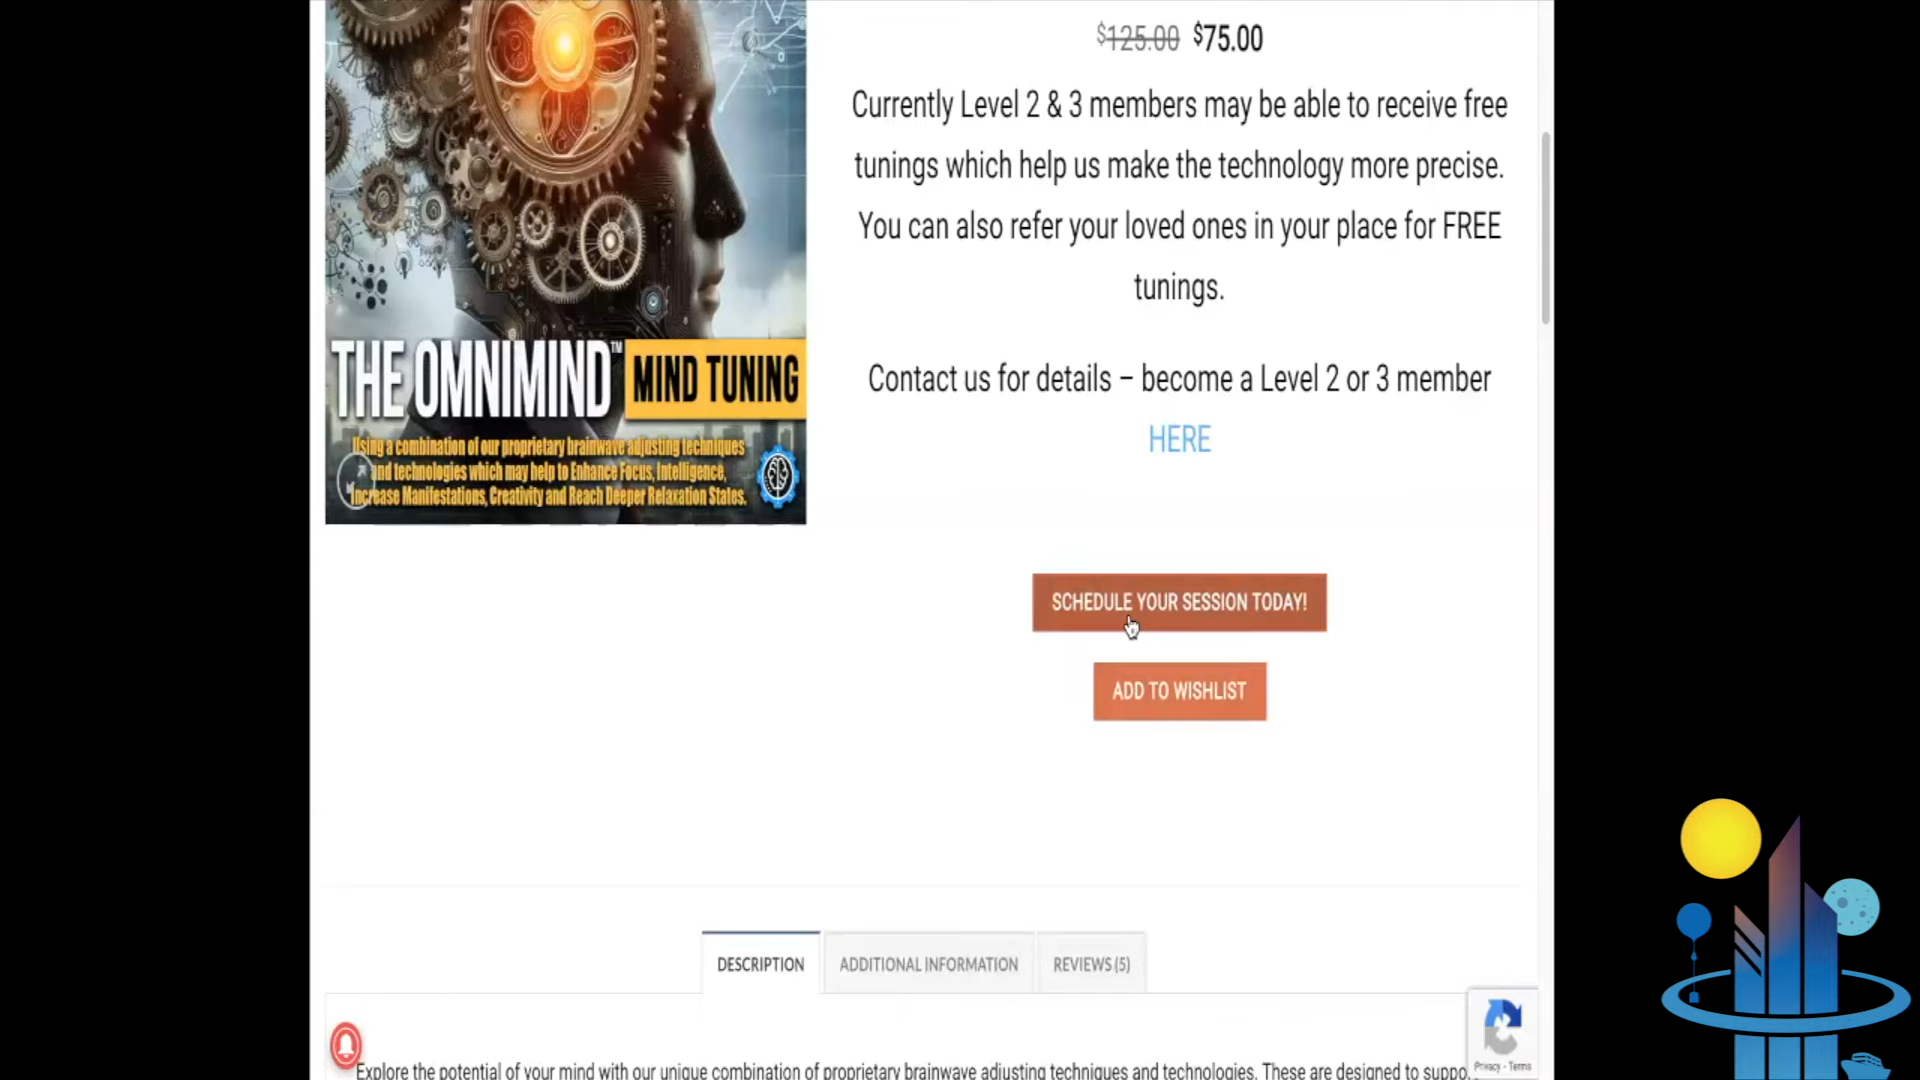 $125.00 $75.00
Currently Level 2 & 3 members may be able to receive free
tunings which help us make the technology more precise.
You can also refer your loved ones in your place for FREE
tunings.
Contact us for details – become a Level 2 or 3 member
HERE
THE OMNIMIND™ MIND TUNING
Using a combination of our proprietary brainwave adjusting techniques
and technologies which may help to Enhance Focus, Intelligence,
Increase Manifestations, Creativity and Reach Deeper Relaxation States.
SCHEDULE YOUR SESSION TODAY!
ADD TO WISHLIST
DESCRIPTION
ADDITIONAL INFORMATION
REVIEWS (5)
Explore the potential of your mind with our unique combination of proprietary brainwave adjusting techniques and technologies. These are designed to suppo
Privacy - Terms